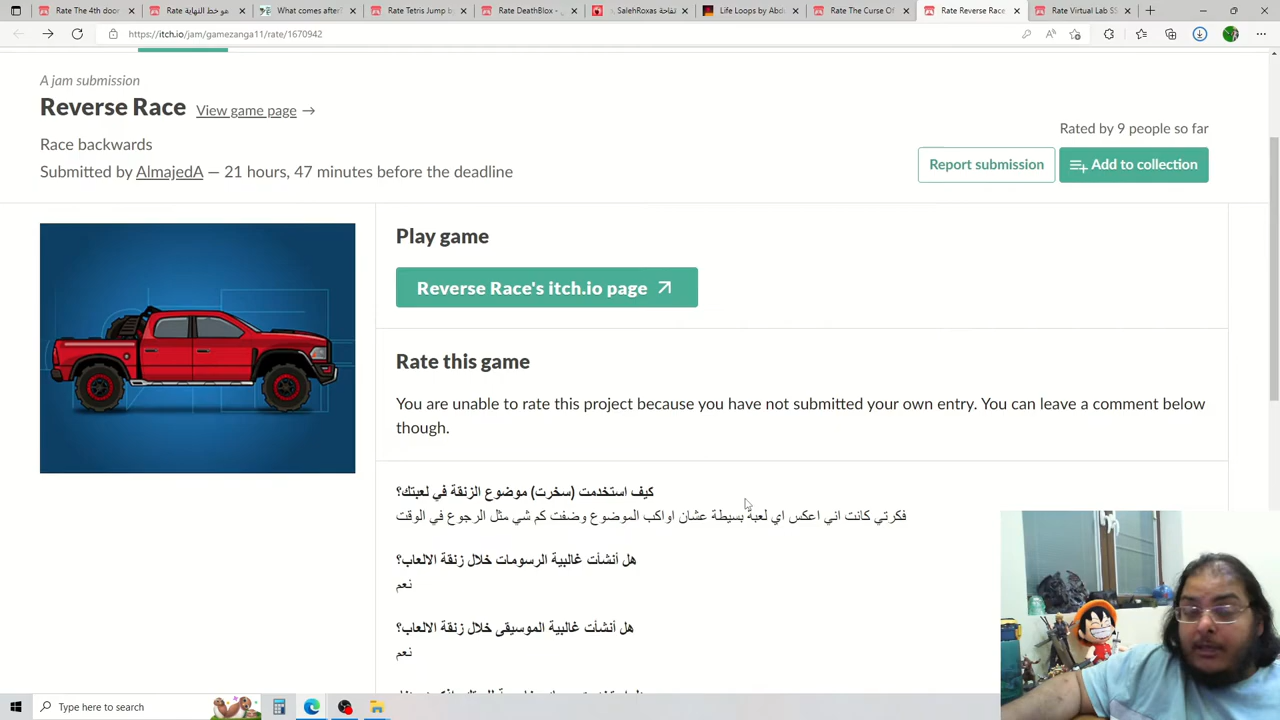 Rate The 4th door
Rate هو خط النهاية
What comes after
Rate Tetris Jump b
Rate DeathBlox -
SalehRoxas تفاحة
Life Loops by Abdu
Rate The Curse Of
Rate Reverse Race
Rate Virtual Lab S
https://itch.io/jam/gamezanga11/rate/1670942
A jam submission
Reverse Race View game page →
Rated by 9 people so far
Race backwards
Submitted by AlmajedA — 21 hours, 47 minutes before the deadline
Report submission
Add to collection
Play game
Reverse Race's itch.io page
Rate this game
You are unable to rate this project because you have not submitted your own entry. You can leave a comment below
though.
كيف استخدمت (سخرت) موضوع الزنقة في لعبتك؟
فكرتي كانت اني اعكس اي لعبة بسيطة عشان اواكب الموضوع وضفت كم شي مثل الرجوع في الوقت
هل أنشأت غالبية الرسومات خلال زنقة الالعاب؟
نعم
هل أنشأت غالبية الموسيقى خلال زنقة الالعاب؟
نعم
Type here to search